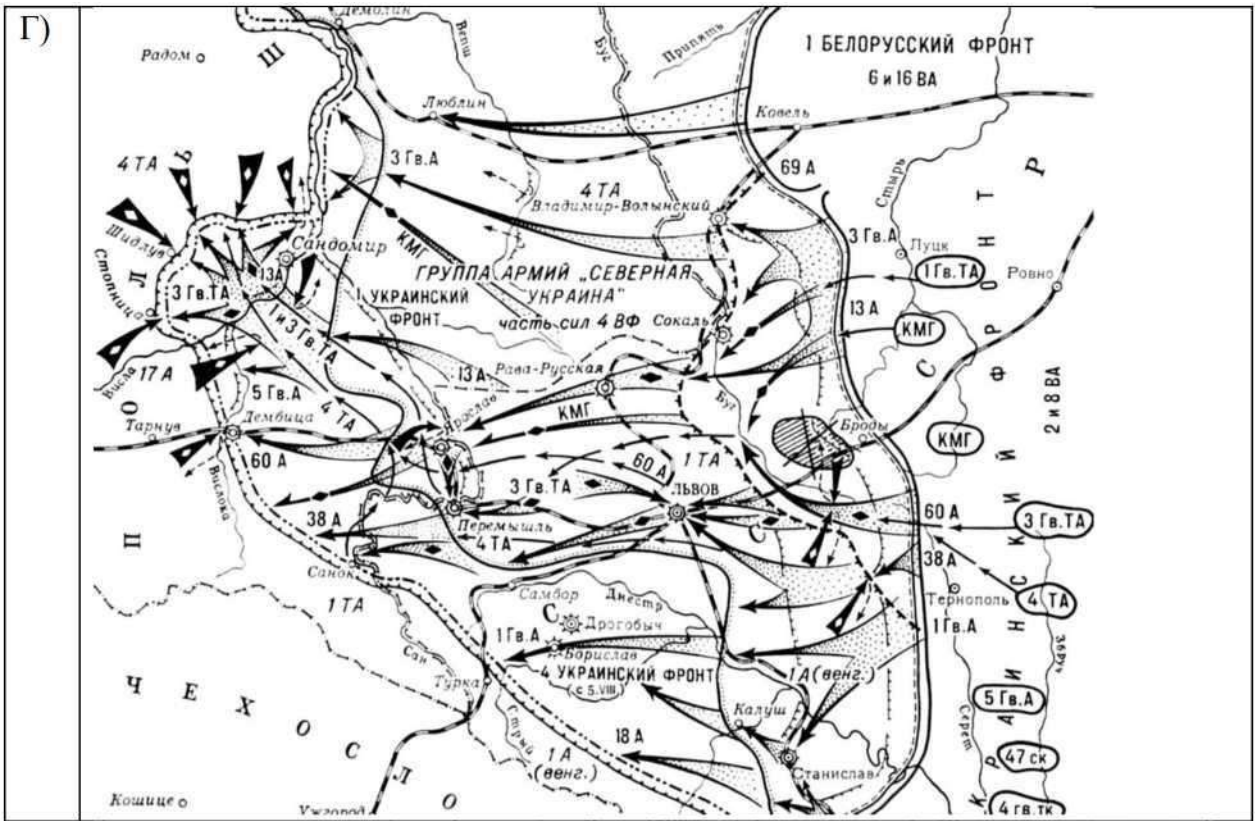 Г)
Демблин
Вепш
Буг
Припять
Радом
Ш
1 БЕЛОРУССКИЙ ФРОНТ
6 и 16 ВА
Люблин
Ковель
4 ТА
Ь
3 Гв.А
69 А
Стырь
Р
4 ТА
Владимир-Волынский
Т
Шидлув
Сандомир
КМГ
3 Гв.А
Луцк
1 Гв.ТА
Н
Стопница
Л
13А
ГРУППА АРМИЙ „СЕВЕРНАЯ
УКРАИНА"
О
Ровно
3 Гв.ТА
1 УКРАИНСКИЙ
ФРОНТ
часть сил 4 ВФ
Сокаль
13 А
КМГ
Р
1 и 3 Гв.ТА
Висла
17 А
О
13 А
Рава-Русская
С
Ф
2 и 8 ВА
5 Гв.А
4 ТА
Ярослав
КМГ
Буг
Броды
КМГ
Й
Тарнув
Дембица
П
60 А
1 ТА
60 А
И
Вислока
3 Гв.ТА
ЛЬВОВ
К
38 А
Перемышль
4 ТА
С
60 А
3 Гв.ТА
С
38 А
Санок
Тернополь
4 ТА
Н
1 ТА
Самбор
Днестр
С
Дрогобыч
1 Гв.А
Збруч
И
Сан
1 Гв.А
Борислав
4 УКРАИНСКИЙ ФРОНТ
(с 5.VIII)
1 А (венг.)
5 Гв.А
А
Турка
Калуш
Серет
Ч Е Х О С Л О
Стрый
18 А
Станислав
47 ск
Р
1 А
(венг.)
Кошице
Ужгород
К
4 гв.тк